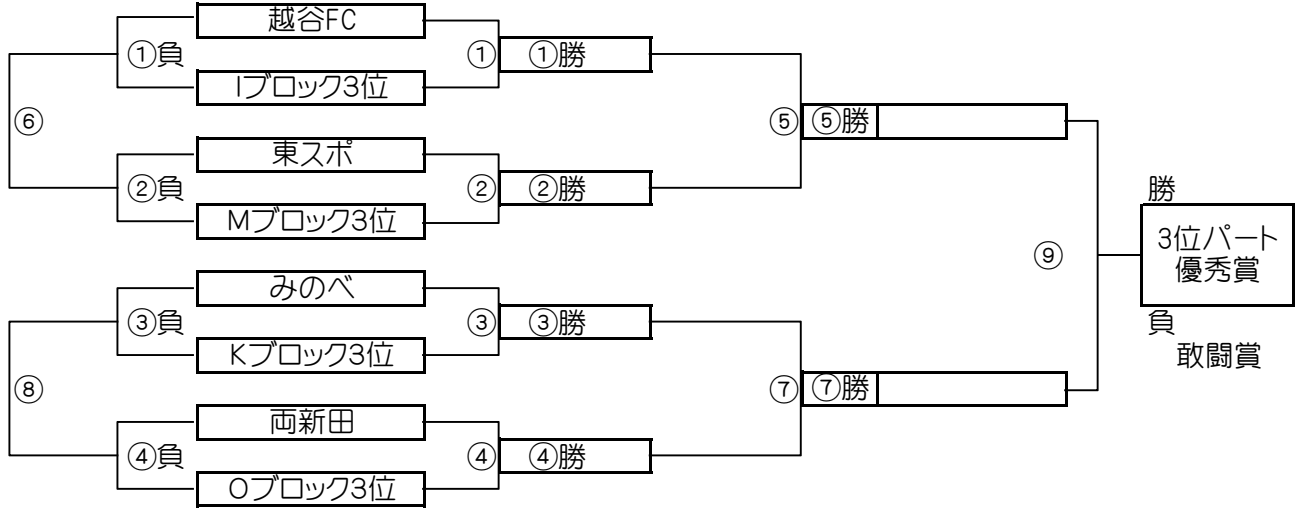 越谷FC
①負
①
①勝
Iブロック3位
⑥
⑤
⑤勝
東スポ
②負
②
②勝
Mブロック3位
勝
3位パート
優秀賞
⑨
負
敢闘賞
みのべ
③負
③
③勝
Kブロック3位
⑧
⑦
⑦勝
両新田
④負
④
④勝
Oブロック3位